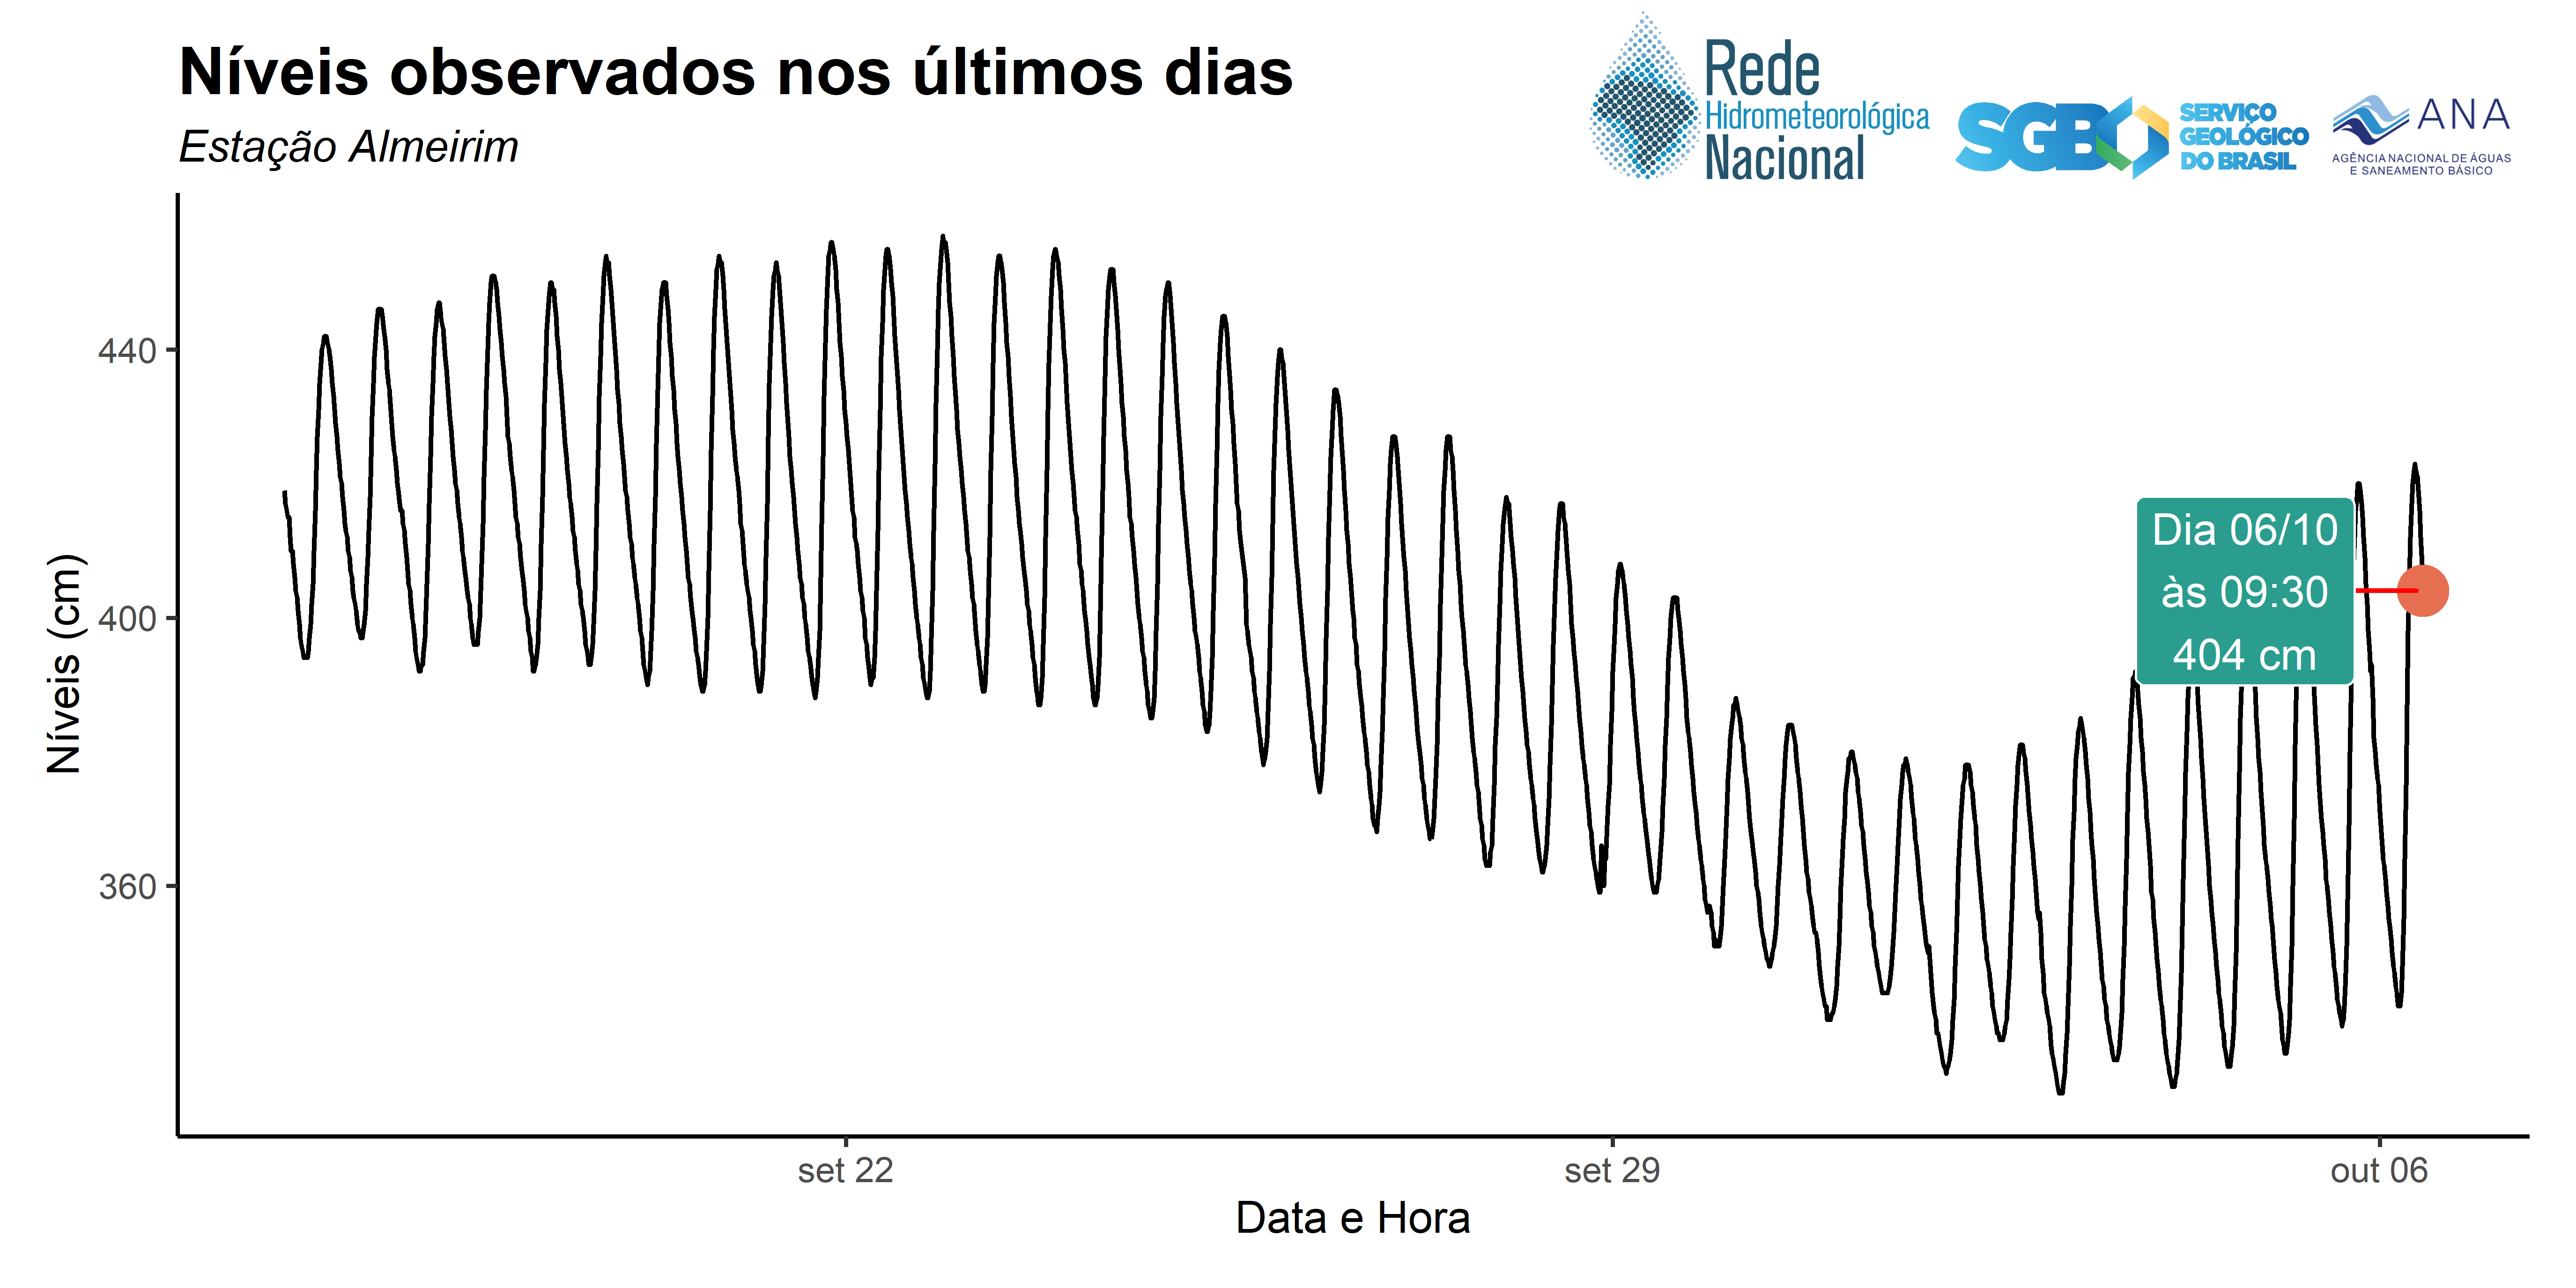 Níveis observados nos últimos dias
Estação Almeirim
Rede
Hidrometeorológica
Nacional
SGB
SERVIÇO
GEOLÓGICO
DO BRASIL
ANA
AGÊNCIA NACIONAL DE ÁGUAS
E SANEAMENTO BÁSICO
Níveis (cm)
440
400
360
Dia 06/10
às 09:30
404 cm
set 22
set 29
out 06
Data e Hora